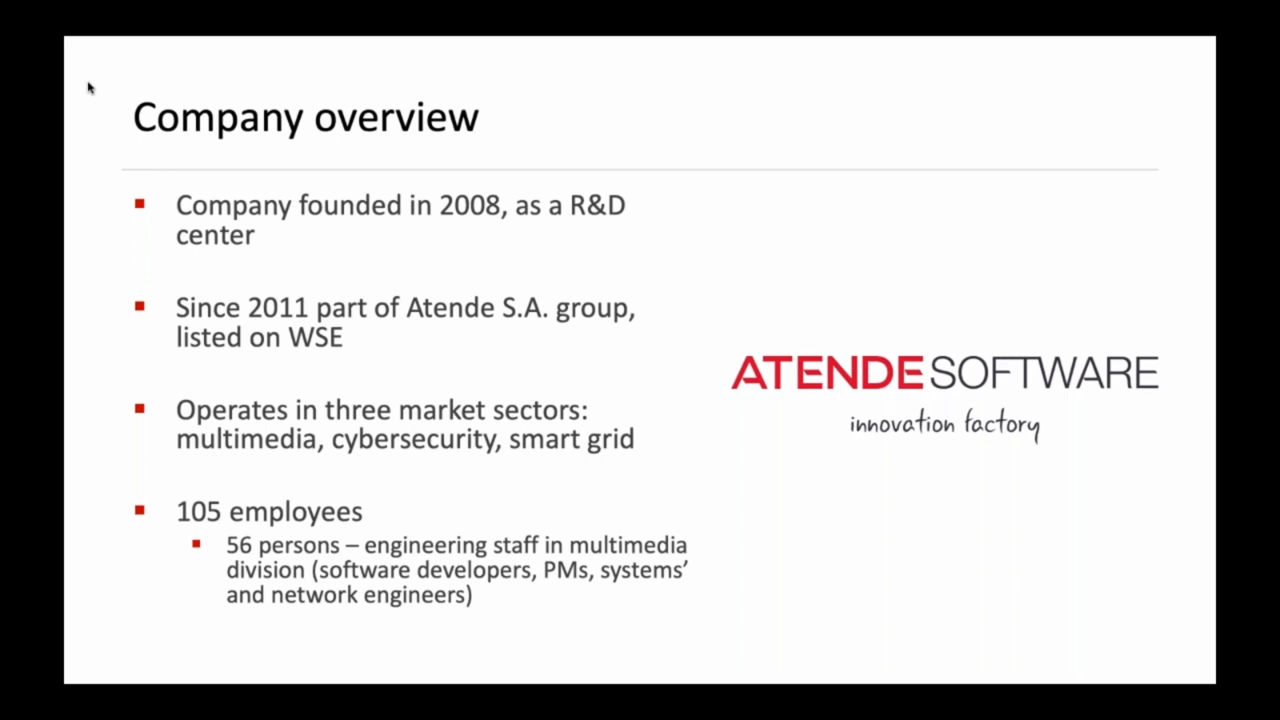 Company overview
Company founded in 2008, as a R&D
center
Since 2011 part of Atende S.A. group,
listed on WSE
Operates in three market sectors:
multimedia, cybersecurity, smart grid
105 employees
56 persons – engineering staff in multimedia
division (software developers, PMs, systems’
and network engineers)
ATENDE SOFTWARE
innovation factory